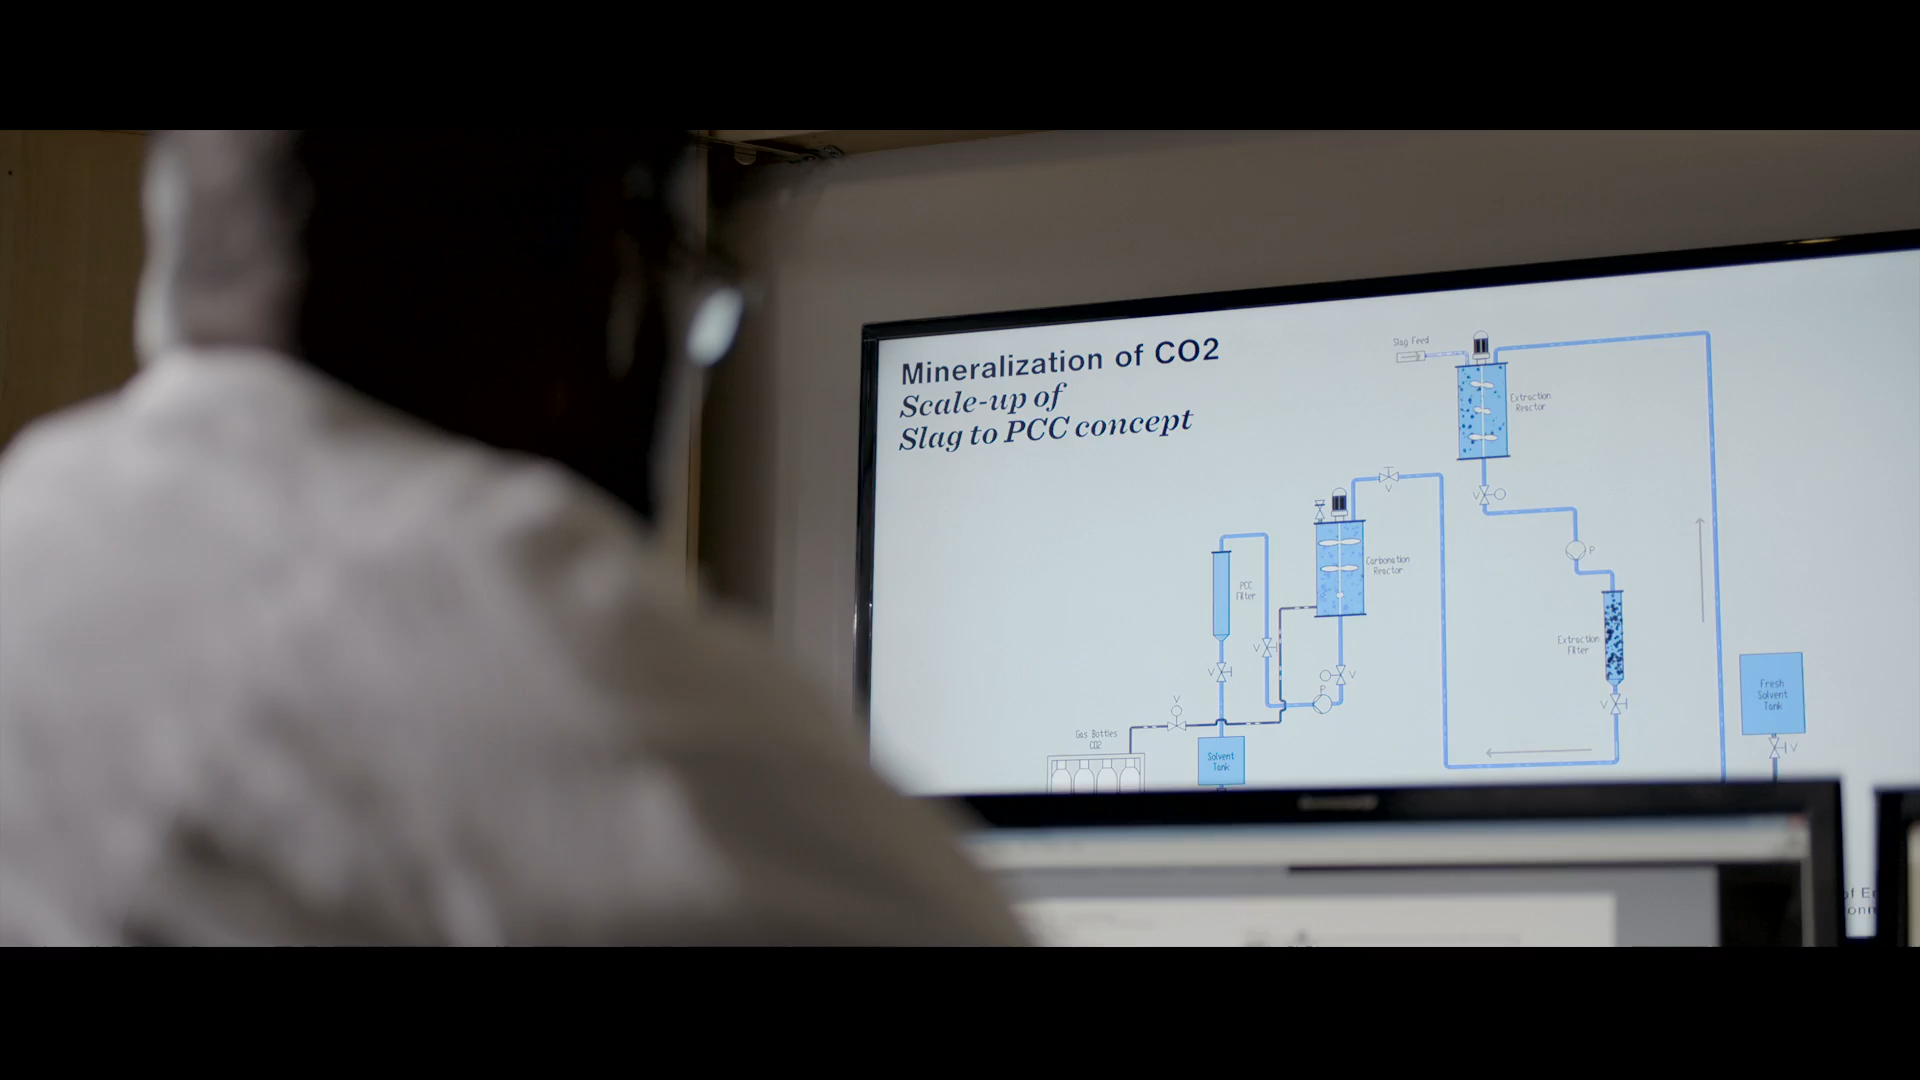 Mineralization of CO2
Scale-up of
Slag to PCC concept
Slag Feed
Extraction
Reactor
V
P
Carbonation
Reactor
V
PCC
Filter
V
V
V
P
Extraction
Filter
V
V
Gas Bottles
CO2
Solvent
Tank
Fresh
Solvent
Tank
V